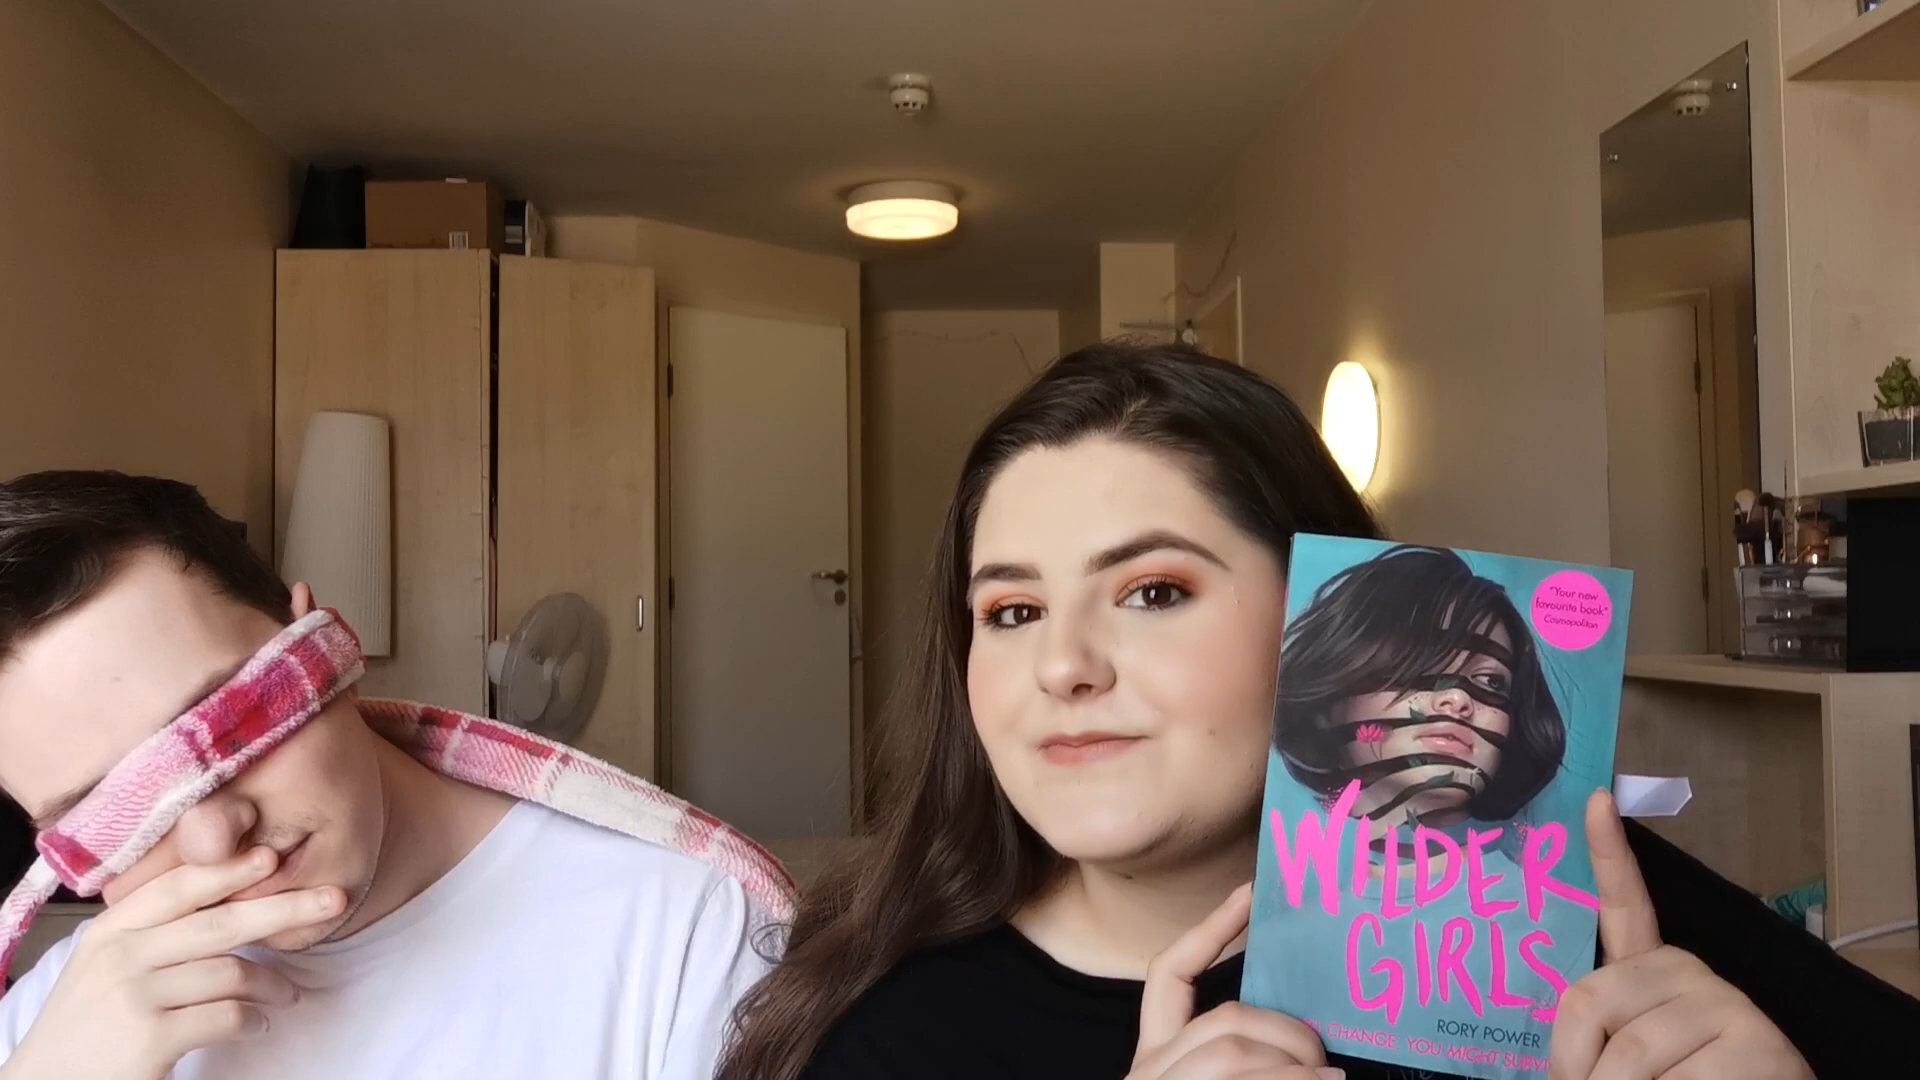 "Your new
favourite book"
Cosmopolitan
WILDER
GIRLS
RORY POWER
CHANGE. YOU MIGHT